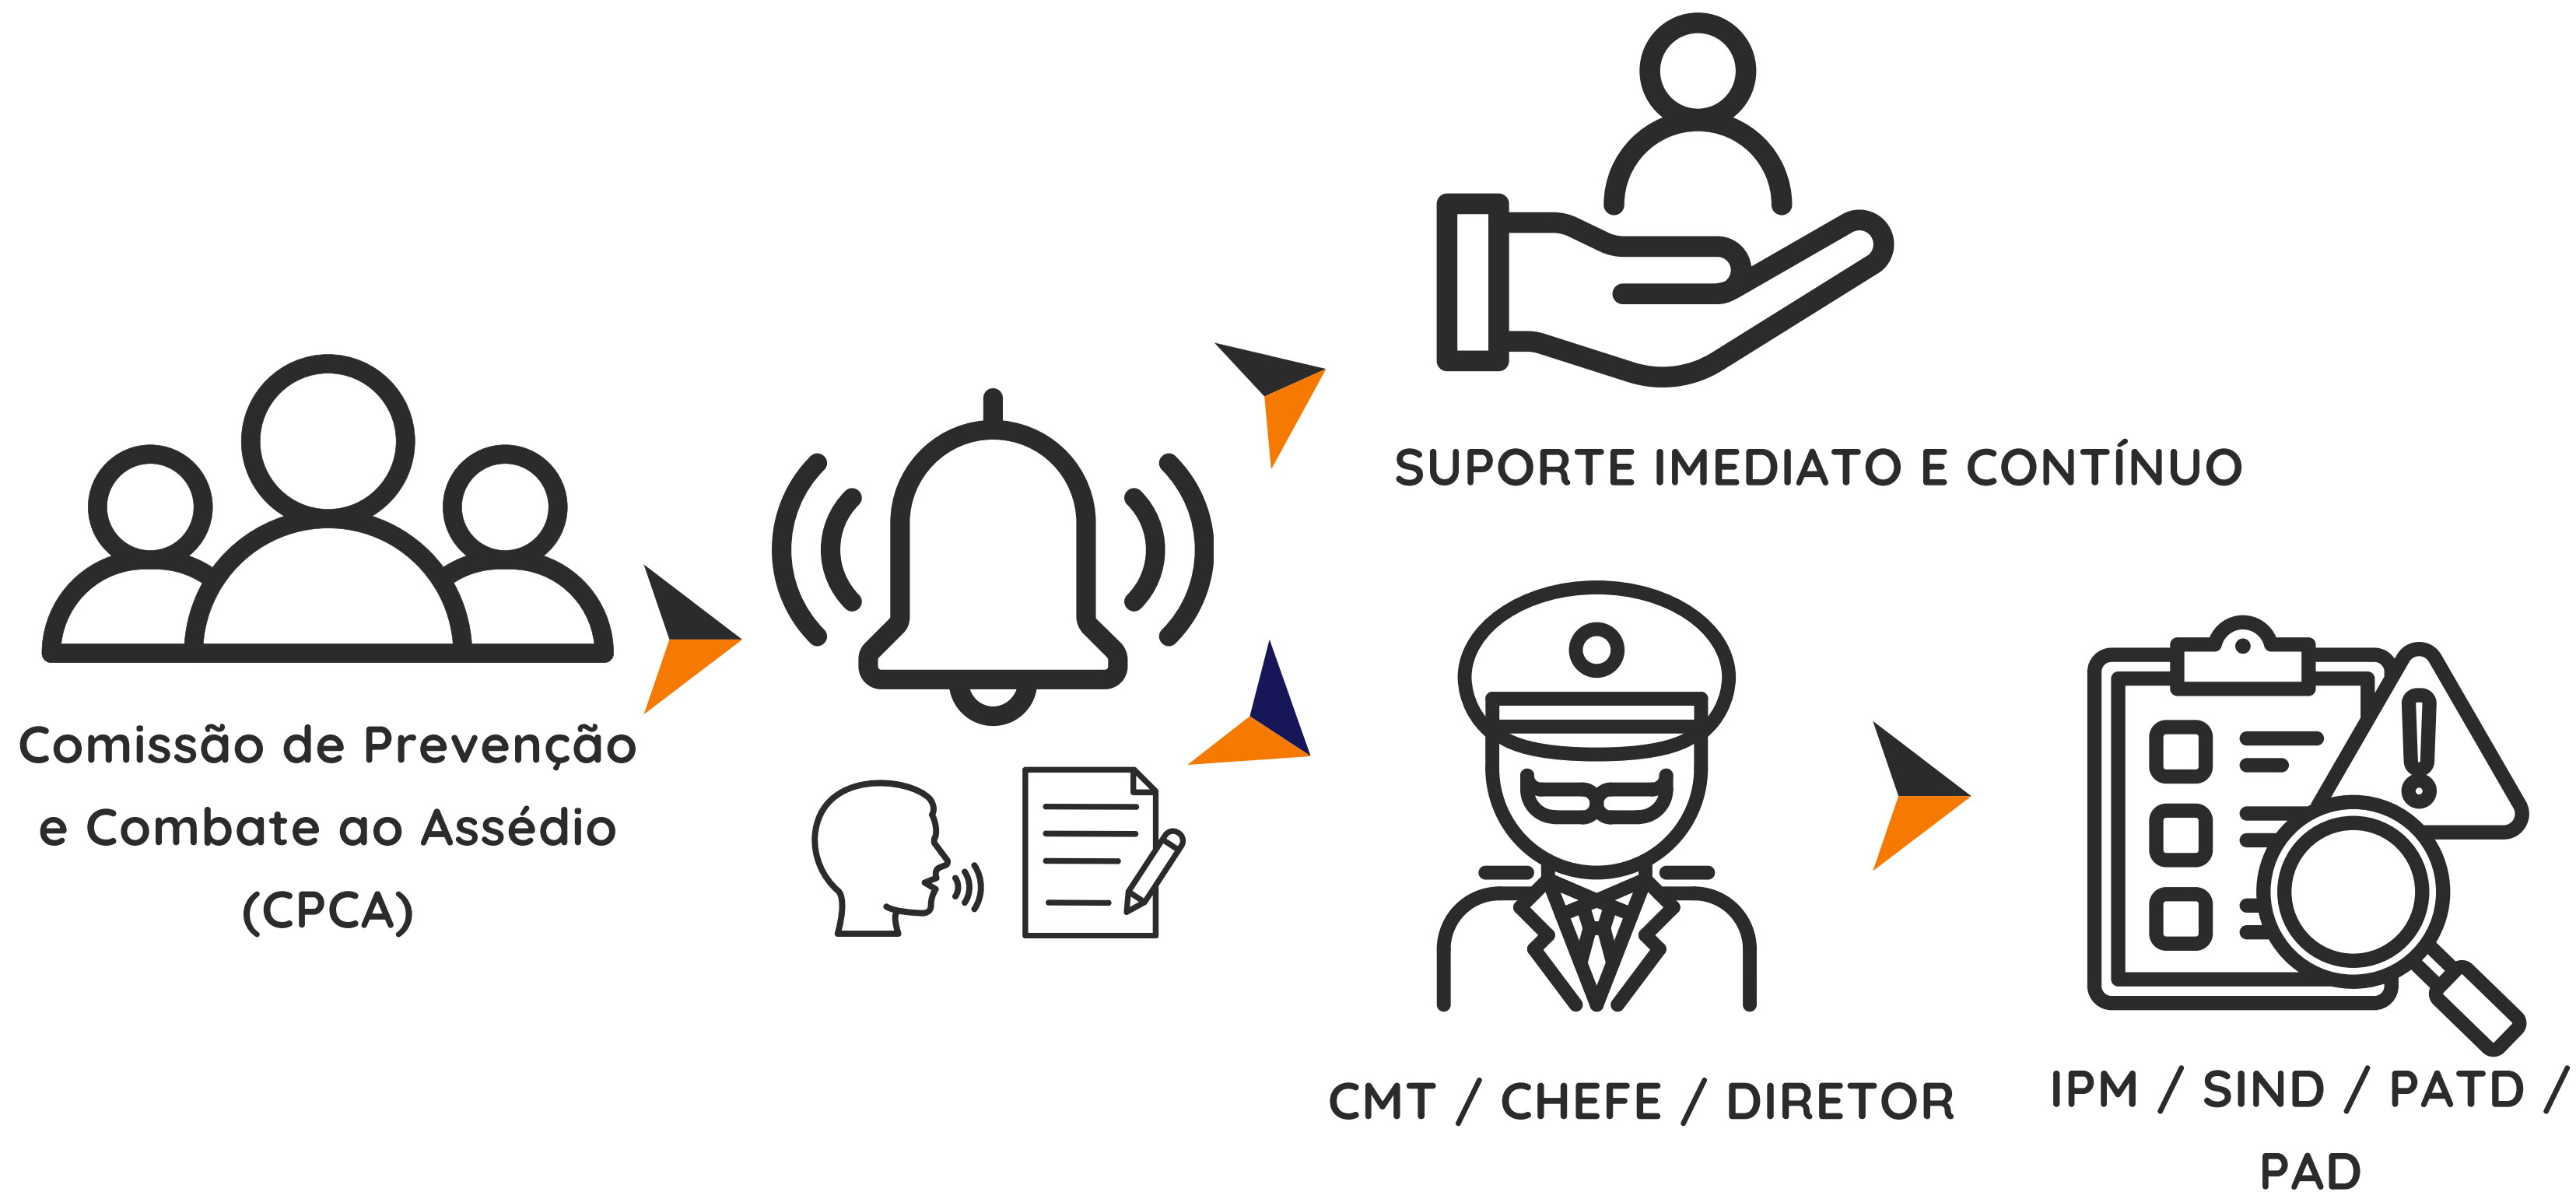 Comissão de Prevenção
e Combate ao Assédio
(CPCA)
SUPORTE IMEDIATO E CONTÍNUO
CMT / CHEFE / DIRETOR
IPM / SIND / PATD /
PAD